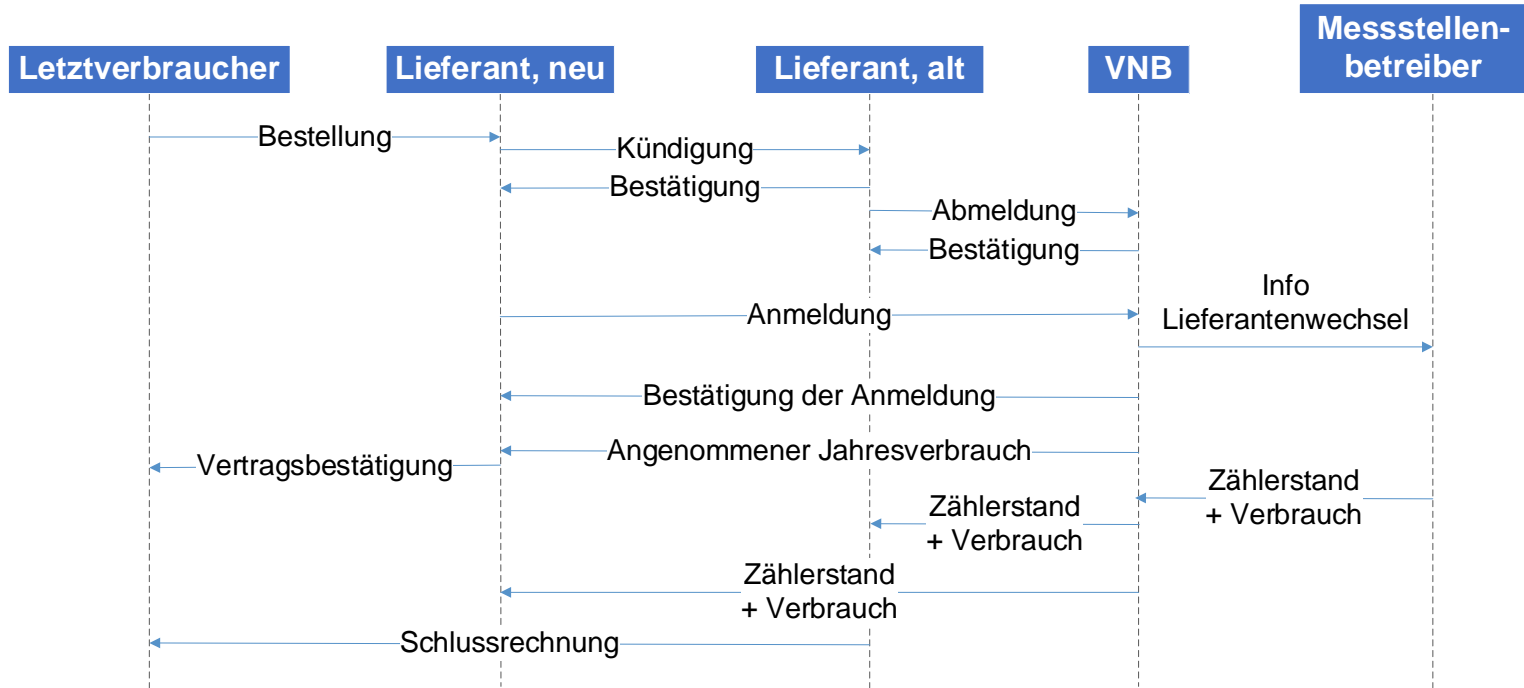 Letztverbraucher
Lieferant, neu
Lieferant, alt
VNB
Messstellen-
betreiber
Bestellung
Kündigung
Bestätigung
Abmeldung
Bestätigung
Info
Lieferantenwechsel
Anmeldung
Bestätigung der Anmeldung
Angenommener Jahresverbrauch
Vertragsbestätigung
Zählerstand
+ Verbrauch
Zählerstand
+ Verbrauch
Zählerstand
+ Verbrauch
Schlussrechnung